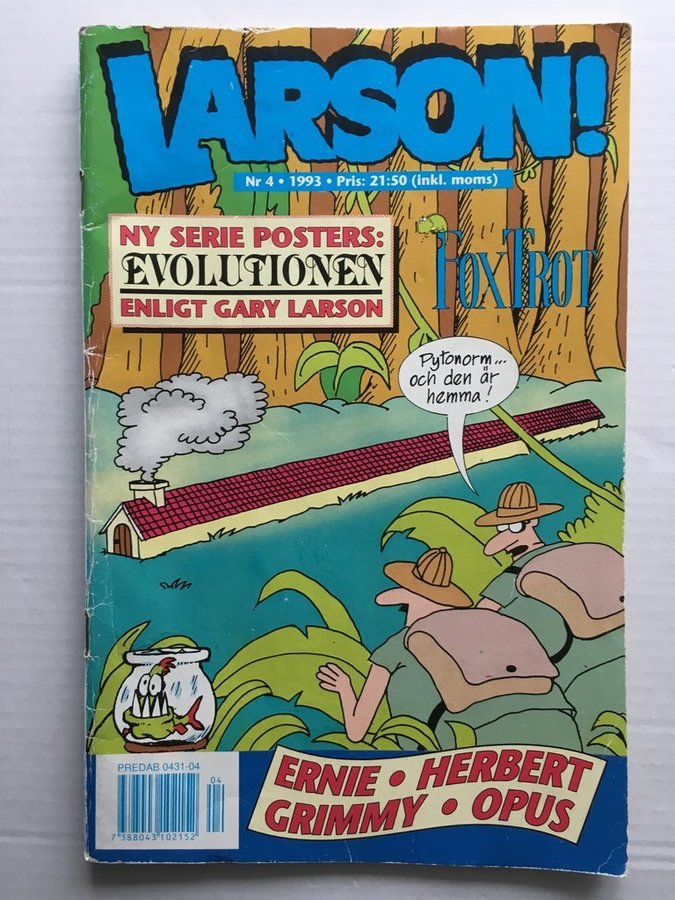 LARSON!
Nr 4 • 1993 • Pris: 21:50 (inkl. moms)
NY SERIE POSTERS:
EVOLUTIONEN
ENLIGT GARY LARSON
FOXTROT
Pytonorm...
och den är
hemma!
PREDAB 0431-04
04
7 388043 102152
ERNIE • HERBERT
GRIMMY • OPUS